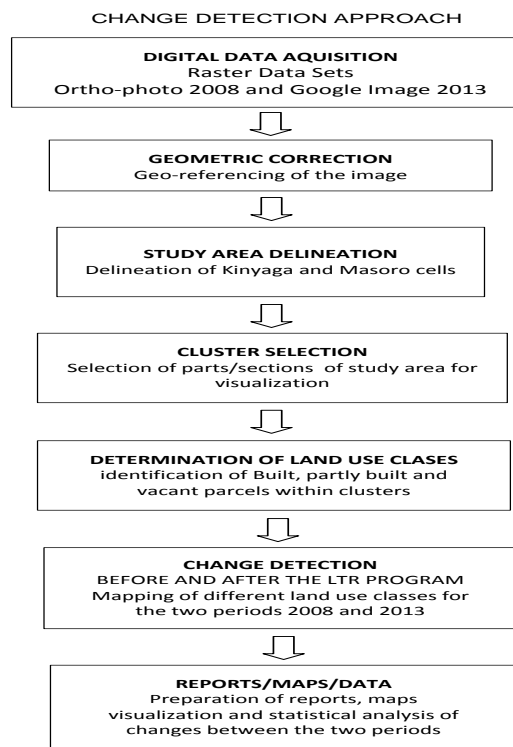 CHANGE DETECTION APPROACH
DIGITAL DATA AQUISITION
Raster Data Sets
Ortho-photo 2008 and Google Image 2013
GEOMETRIC CORRECTION
Geo-referencing of the image
STUDY AREA DELINEATION
Delineation of Kinyaga and Masoro cells
CLUSTER SELECTION
Selection of parts/sections of study area for
visualization
DETERMINATION OF LAND USE CLASES
identification of Built, partly built and
vacant parcels within clusters
CHANGE DETECTION
BEFORE AND AFTER THE LTR PROGRAM
Mapping of different land use classes for
the two periods 2008 and 2013
REPORTS/MAPS/DATA
Preparation of reports, maps
visualization and statistical analysis of
changes between the two periods